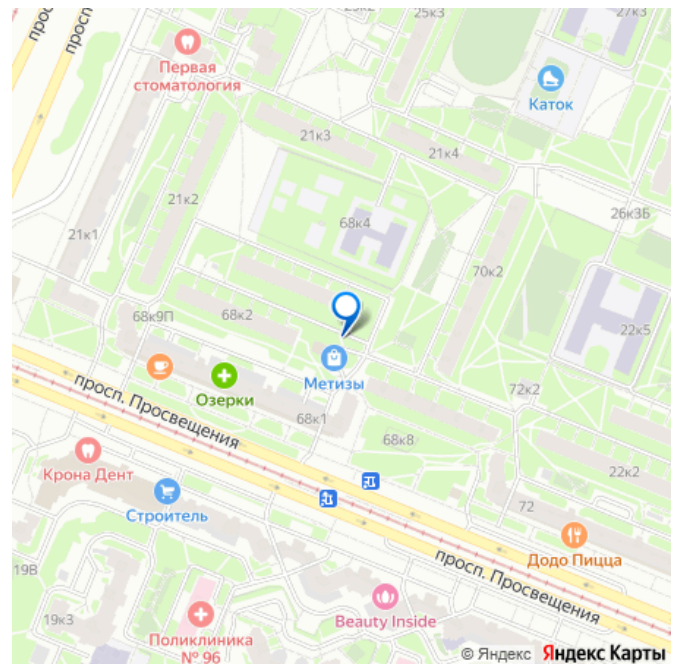 просп.
просп.
25к3
27к3
Первая
стоматология
Каток
21к3
21к4
21к2
68к4
26к3Б
21к1
70к2
68к9П
68к2
22к5
Метизы
Озерки
просп. Просвещения
72к2
68к1
68к8
22к2
Крона Дент
Строитель
72
Додо Пицца
просп. Просвещения
19В
19к3
Beauty Inside
Поликлиника
№ 96
© Яндекс Яндекс Карты